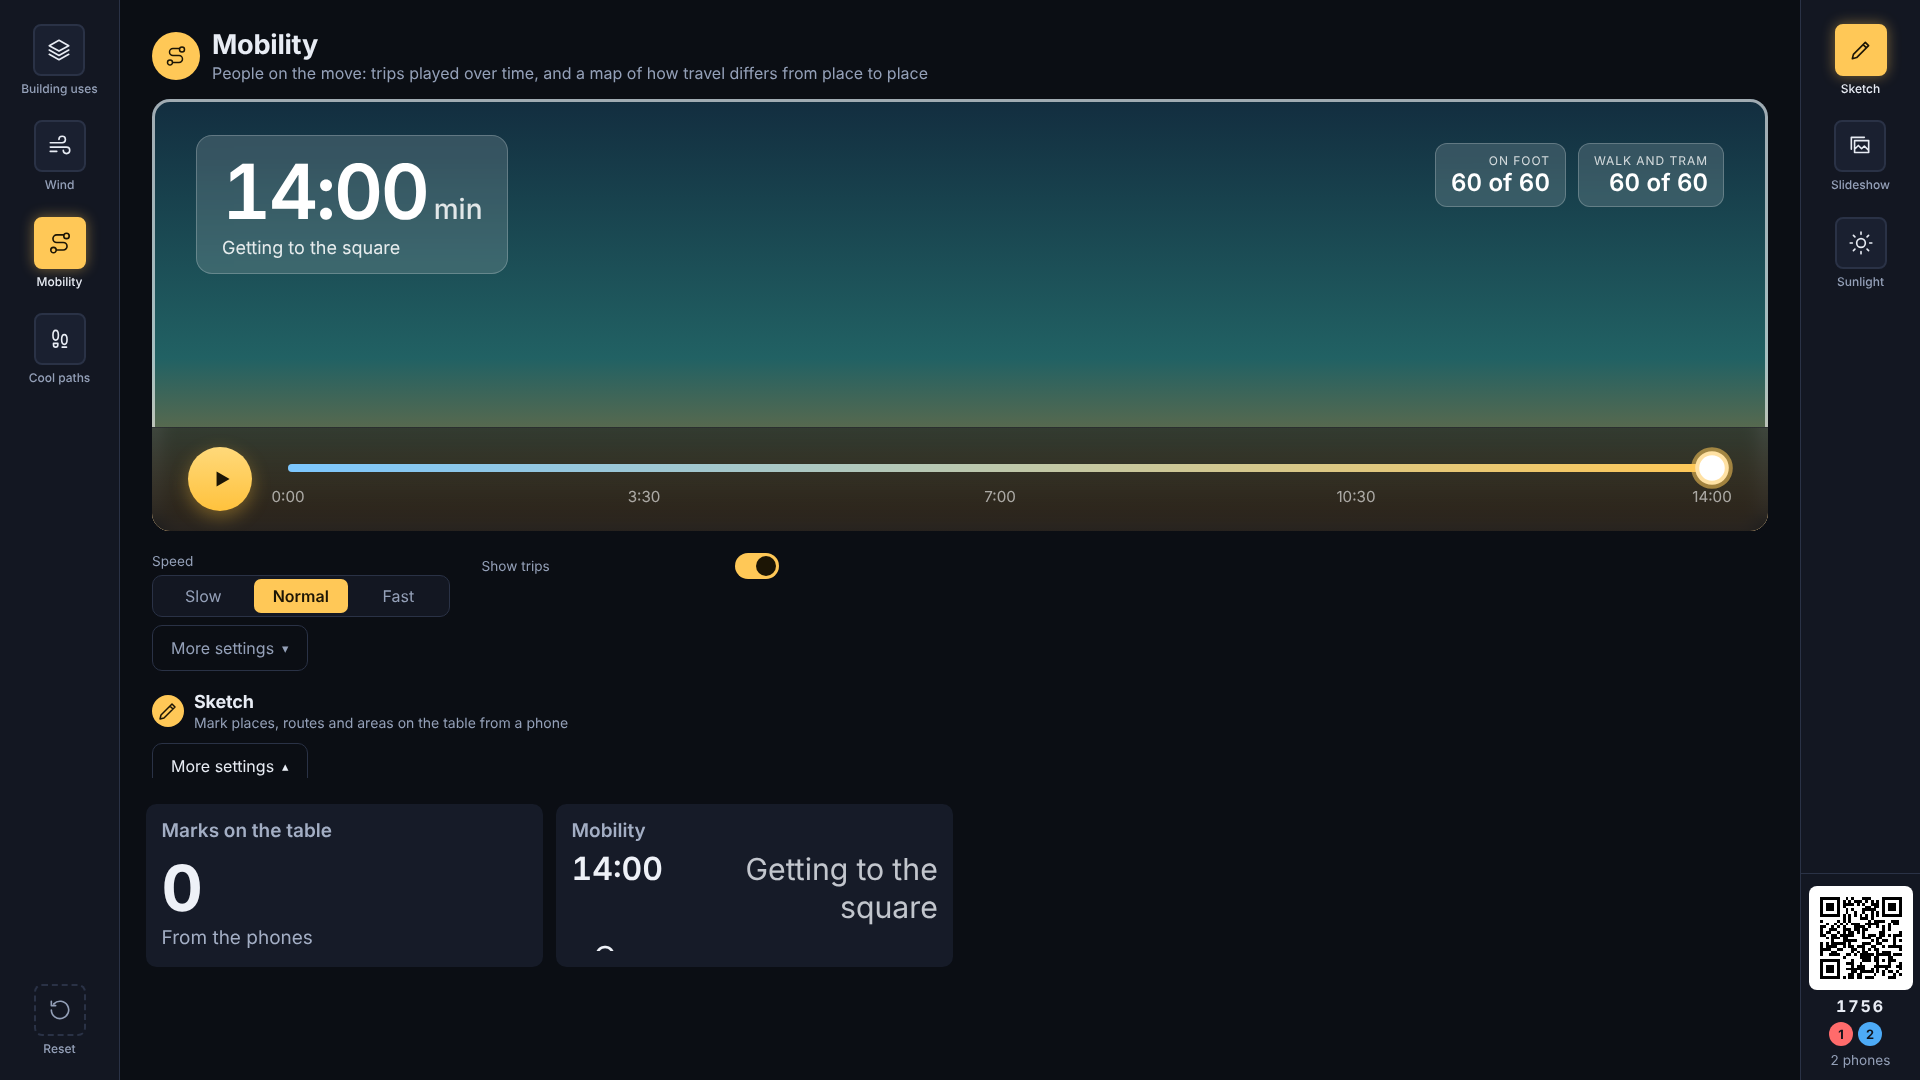 Building uses
Wind
Mobility
Cool paths
Reset
Mobility
People on the move: trips played over time, and a map of how travel differs from place to place
14:00 min
Getting to the square
ON FOOT
60 of 60
WALK AND TRAM
60 of 60
0:00
3:30
7:00
10:30
14:00
Speed
Slow
Normal
Fast
Show trips
More settings ▾
Sketch
Mark places, routes and areas on the table from a phone
More settings ▴
Marks on the table
0
From the phones
Mobility
14:00
Getting to the
square
Sketch
Slideshow
Sunlight
1756
1
2
2 phones